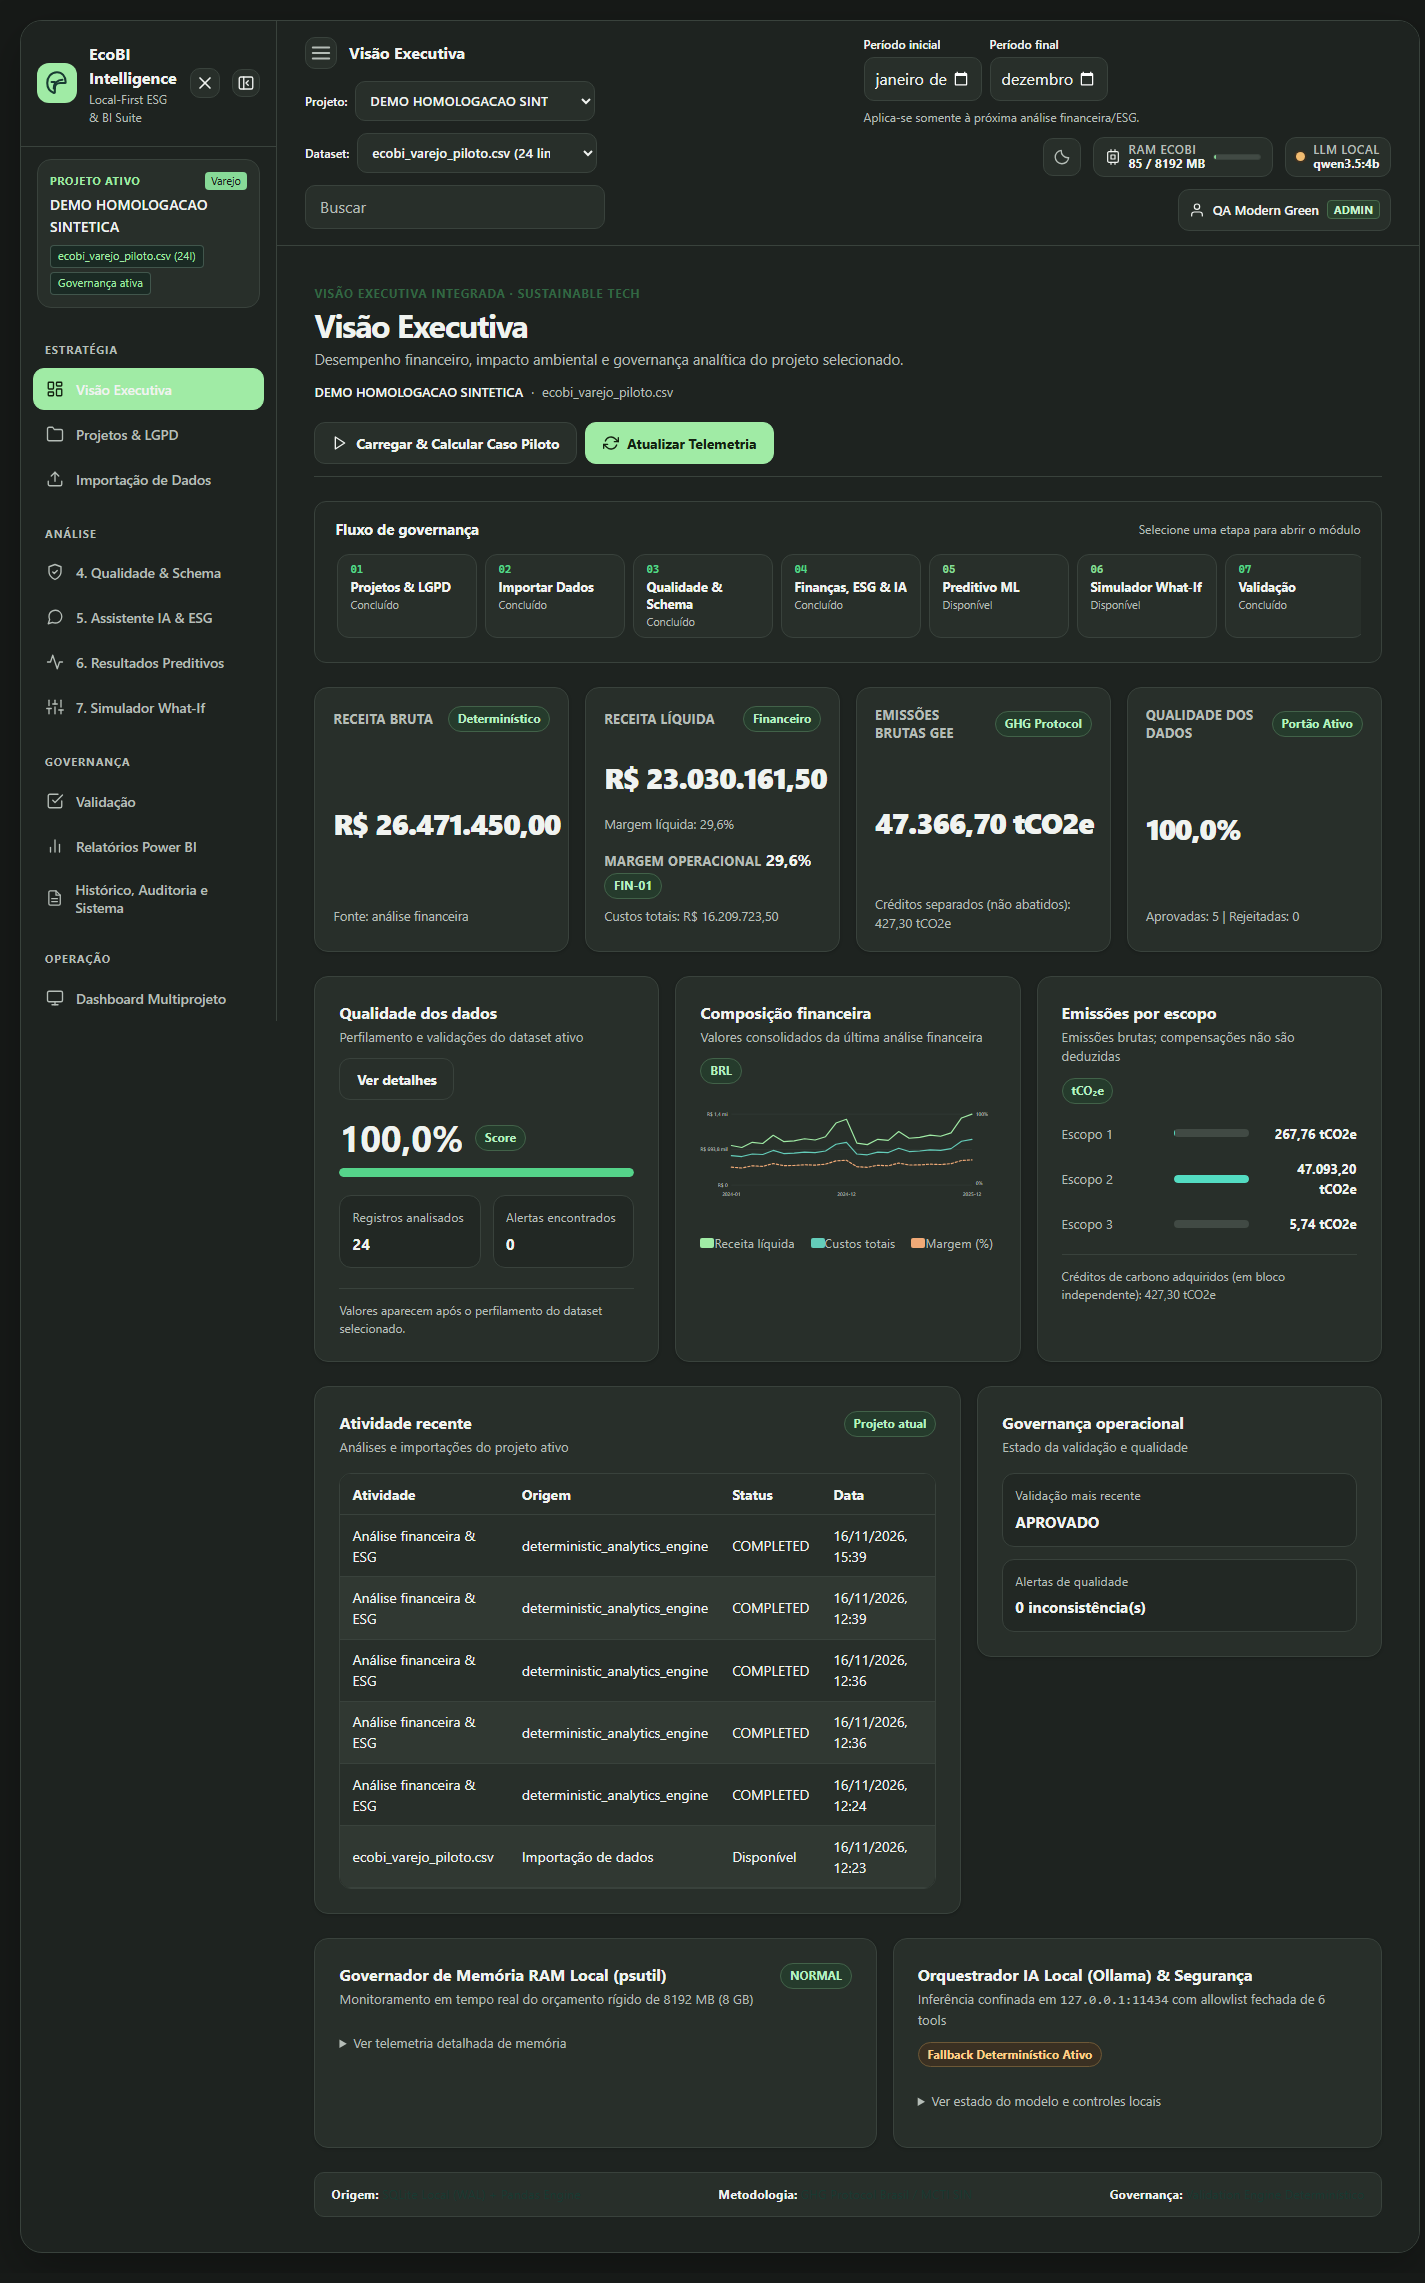 EcoBI
Intelligence
Local-First ESG
& BI Suite
PROJETO ATIVO
Varejo
DEMO HOMOLOGACAO
SINTETICA
ecobi_varejo_piloto.csv (24l)
Governança ativa
ESTRATÉGIA
Visão Executiva
Projetos & LGPD
Importação de Dados
ANÁLISE
4. Qualidade & Schema
5. Assistente IA & ESG
6. Resultados Preditivos
7. Simulador What-If
GOVERNANÇA
Validação
Relatórios Power BI
Histórico, Auditoria e
Sistema
OPERAÇÃO
Dashboard Multiprojeto
Visão Executiva
Projeto:
DEMO HOMOLOGACAO SINT
Dataset:
ecobi_varejo_piloto.csv (24 lin
Buscar
Período inicial
Período final
janeiro de
dezembro
Aplica-se somente à próxima análise financeira/ESG.
RAM ECOBI
85 / 8192 MB
LLM LOCAL
qwen3.5:4b
QA Modern Green
ADMIN
VISÃO EXECUTIVA INTEGRADA · SUSTAINABLE TECH
Visão Executiva
Desempenho financeiro, impacto ambiental e governança analítica do projeto selecionado.
DEMO HOMOLOGACAO SINTETICA · ecobi_varejo_piloto.csv
Carregar & Calcular Caso Piloto
Atualizar Telemetria
Fluxo de governança
Selecione uma etapa para abrir o módulo
01
Projetos & LGPD
Concluído
02
Importar Dados
Concluído
03
Qualidade &
Schema
Concluído
04
Finanças, ESG & IA
Concluído
05
Preditivo ML
Disponível
06
Simulador What-If
Disponível
07
Validação
Concluído
RECEITA BRUTA
Determinístico
R$ 26.471.450,00
Fonte: análise financeira
RECEITA LÍQUIDA
Financeiro
R$ 23.030.161,50
Margem líquida: 29,6%
MARGEM OPERACIONAL 29,6%
FIN-01
Custos totais: R$ 16.209.723,50
EMISSÕES
BRUTAS GEE
GHG Protocol
47.366,70 tCO2e
Créditos separados (não abatidos):
427,30 tCO2e
QUALIDADE DOS
DADOS
Portão Ativo
100,0%
Aprovadas: 5 | Rejeitadas: 0
Qualidade dos dados
Perfilamento e validações do dataset ativo
Ver detalhes
100,0%
Score
Registros analisados
24
Alertas encontrados
0
Valores aparecem após o perfilamento do dataset
selecionado.
Composição financeira
Valores consolidados da última análise financeira
BRL
R$ 1,4 mi
100%
R$ 693,8 mil
R$ 0
0%
2024-01
2024-12
2025-12
Receita líquida
Custos totais
Margem (%)
Emissões por escopo
Emissões brutas; compensações não são
deduzidas
tCO₂e
Escopo 1
267,76 tCO2e
Escopo 2
47.093,20
tCO2e
Escopo 3
5,74 tCO2e
Créditos de carbono adquiridos (em bloco
independente): 427,30 tCO2e
Atividade recente
Projeto atual
Análises e importações do projeto ativo
Atividade Origem Status Data
Análise financeira &
ESG
deterministic_analytics_engine
COMPLETED
16/11/2026,
15:39
Análise financeira &
ESG
deterministic_analytics_engine
COMPLETED
16/11/2026,
12:39
Análise financeira &
ESG
deterministic_analytics_engine
COMPLETED
16/11/2026,
12:36
Análise financeira &
ESG
deterministic_analytics_engine
COMPLETED
16/11/2026,
12:36
Análise financeira &
ESG
deterministic_analytics_engine
COMPLETED
16/11/2026,
12:24
ecobi_varejo_piloto.csv
Importação de dados
Disponível
16/11/2026,
12:23
Governança operacional
Estado da validação e qualidade
Validação mais recente
APROVADO
Alertas de qualidade
0 inconsistência(s)
Governador de Memória RAM Local (psutil)
NORMAL
Monitoramento em tempo real do orçamento rígido de 8192 MB (8 GB)
Ver telemetria detalhada de memória
Orquestrador IA Local (Ollama) & Segurança
Inferência confinada em 127.0.0.1:11434 com allowlist fechada de 6
tools
Fallback Determinístico Ativo
Ver estado do modelo e controles locais
Origem:
Metodologia:
Governança: